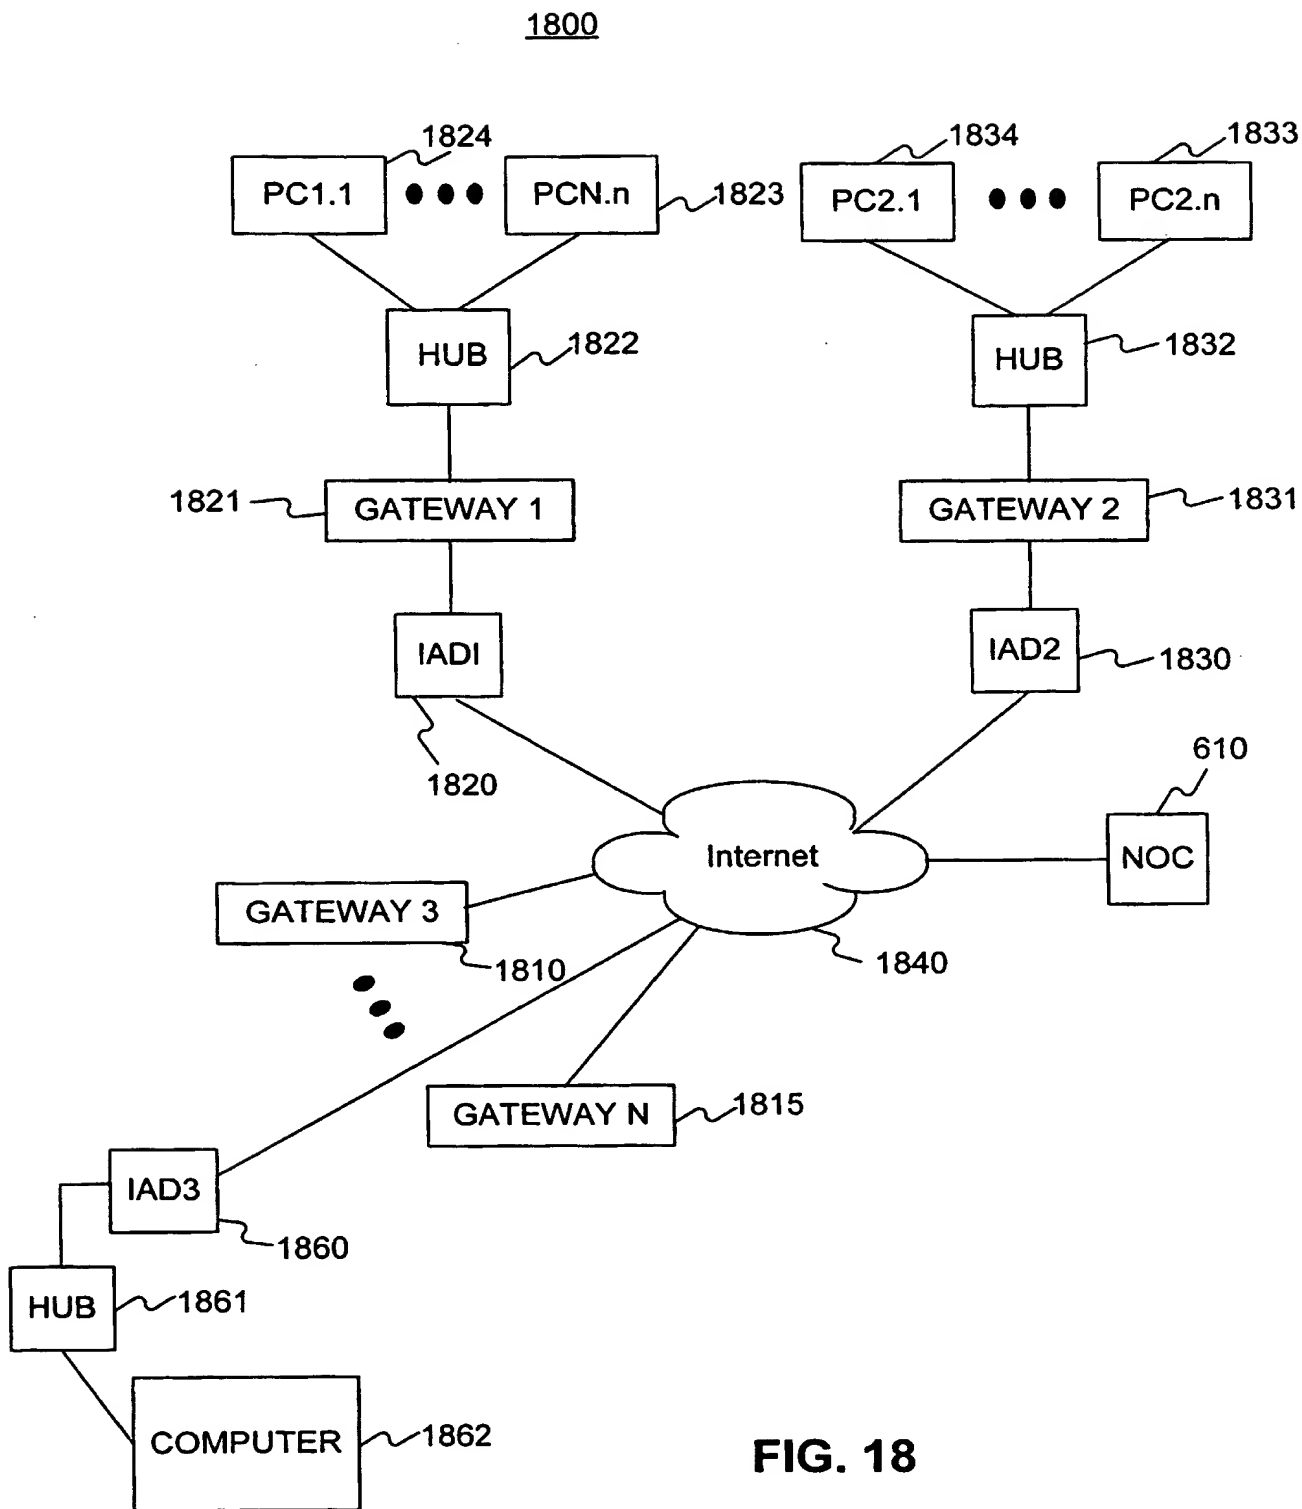 1800
1824
1834
1833
PC1.1
PCN.n
1823
PC2.1
PC2.n
HUB
1822
HUB
1832
1821
GATEWAY 1
GATEWAY 2
1831
IADI
IAD2
1830
1820
610
Internet
NOC
GATEWAY 3
1810
1840
GATEWAY N
1815
IAD3
1860
HUB
1861
COMPUTER
1862
FIG. 18